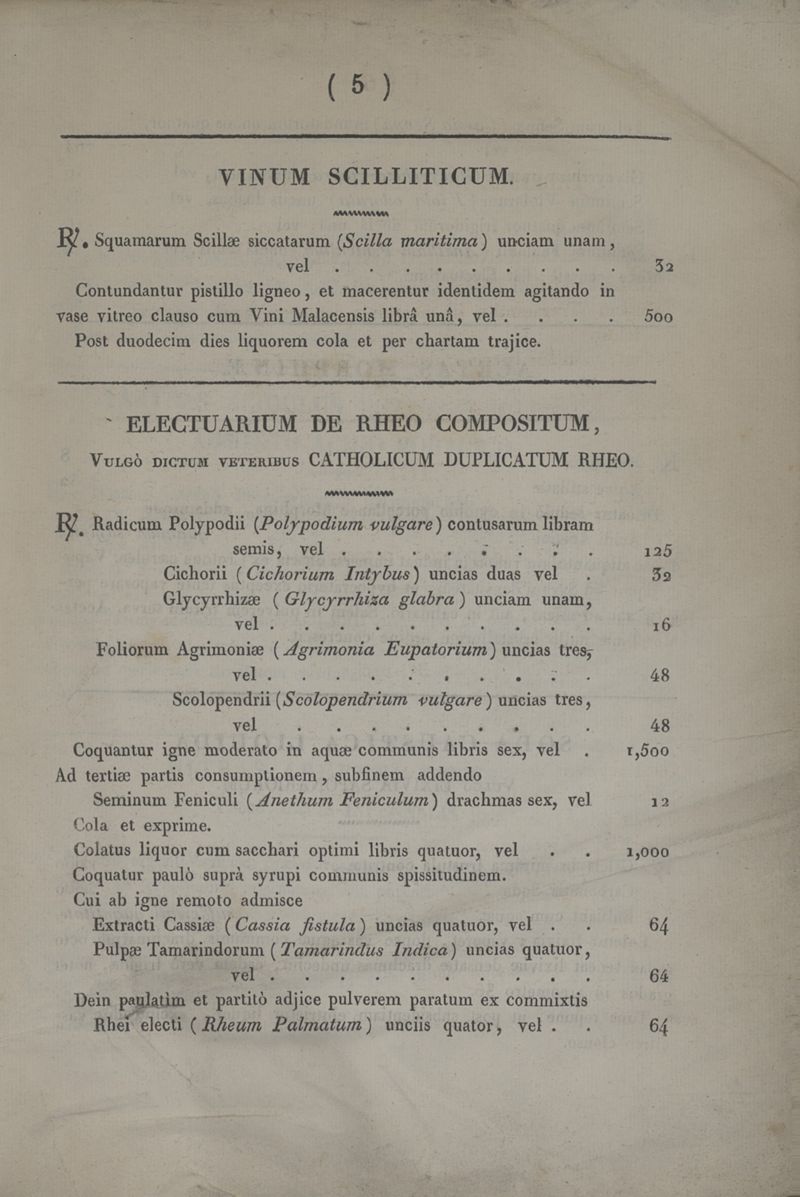 ( 5 )
VINUM SCILLITICUM.
℞. Squamarum Scillæ siccatarum (Scilla maritima) unciam unam,
vel . . . . . . . . . 32
Contundantur pistillo ligneo, et macerentur identidem agitando in
vase vitreo clauso cum Vini Malacensis librâ unâ, vel . . . . 500
Post duodecim dies liquorem cola et per chartam trajice.
ELECTUARIUM DE RHEO COMPOSITUM,
VULGÒ DICTUM VETERIBUS CATHOLICUM DUPLICATUM RHEO.
℞. Radicum Polypodii (Polypodium vulgare) contusarum libram
semis, vel . . . . . . . . 125
Cichorii (Cichorium Intybus) uncias duas vel . 32
Glycyrrhizæ (Glycyrrhiza glabra) unciam unam,
vel . . . . . . . . . . 16
Foliorum Agrimoniæ (Agrimonia Eupatorium) uncias tres,
vel . . . . . . . . . . 48
Scolopendrii (Scolopendrium vulgare) uncias tres,
vel . . . . . . . . . 48
Coquantur igne moderato in aquæ communis libris sex, vel . 1,500
Ad tertiæ partis consumptionem, subfinem addendo
Seminum Feniculi (Anethum Feniculum) drachmas sex, vel 12
Cola et exprime.
Colatus liquor cum sacchari optimi libris quatuor, vel . . 1,000
Coquatur paulò suprà syrupi communis spissitudinem.
Cui ab igne remoto admisce
Extracti Cassiæ (Cassia fistula) uncias quatuor, vel . . 64
Pulpæ Tamarindorum (Tamarindus Indica) uncias quatuor,
vel . . . . . . . . . . 64
Dein paulatim et partitò adjice pulverem paratum ex commixtis
Rhei electi (Rheum Palmatum) unciis quator, vel . . 64